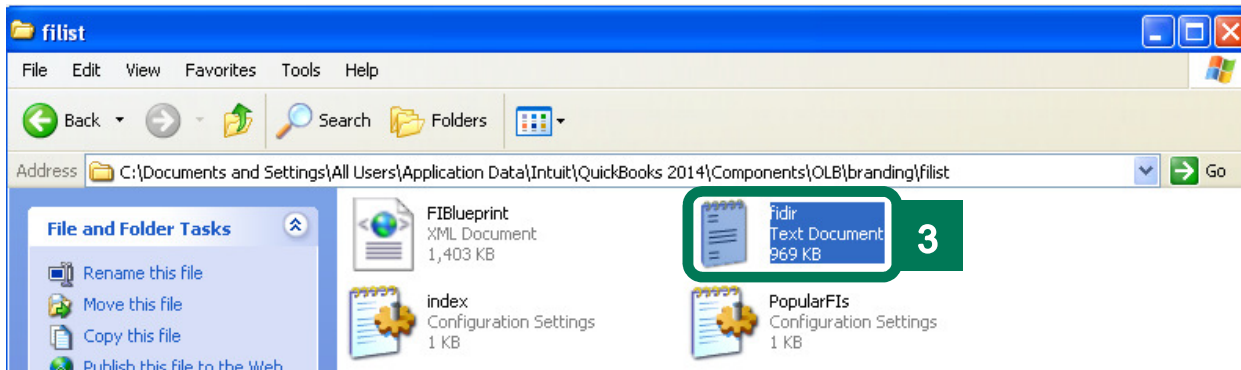 filist
File Edit View Favorites Tools Help
Back Search Folders
Address C:\Documents and Settings\All Users\Application Data\Intuit\QuickBooks 2014\Components\OLB\branding\filist Go
File and Folder Tasks
Rename this file
Move this file
Copy this file
Publish this file to the Web
FIBlueprint
XML Document
1,403 KB
fidir
Text Document
969 KB
3
index
Configuration Settings
1 KB
PopularFIs
Configuration Settings
1 KB